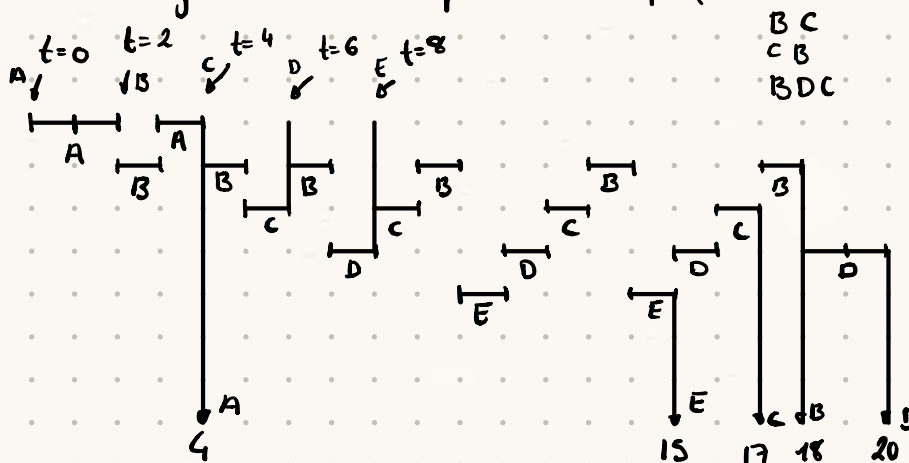 B C
C B
B D C
A t=0 t=2 B C t=4 D t=6 E t=8
A A
B B B B B B
C C C C
D D D D
E E
A E C B
4 15 17 18 20